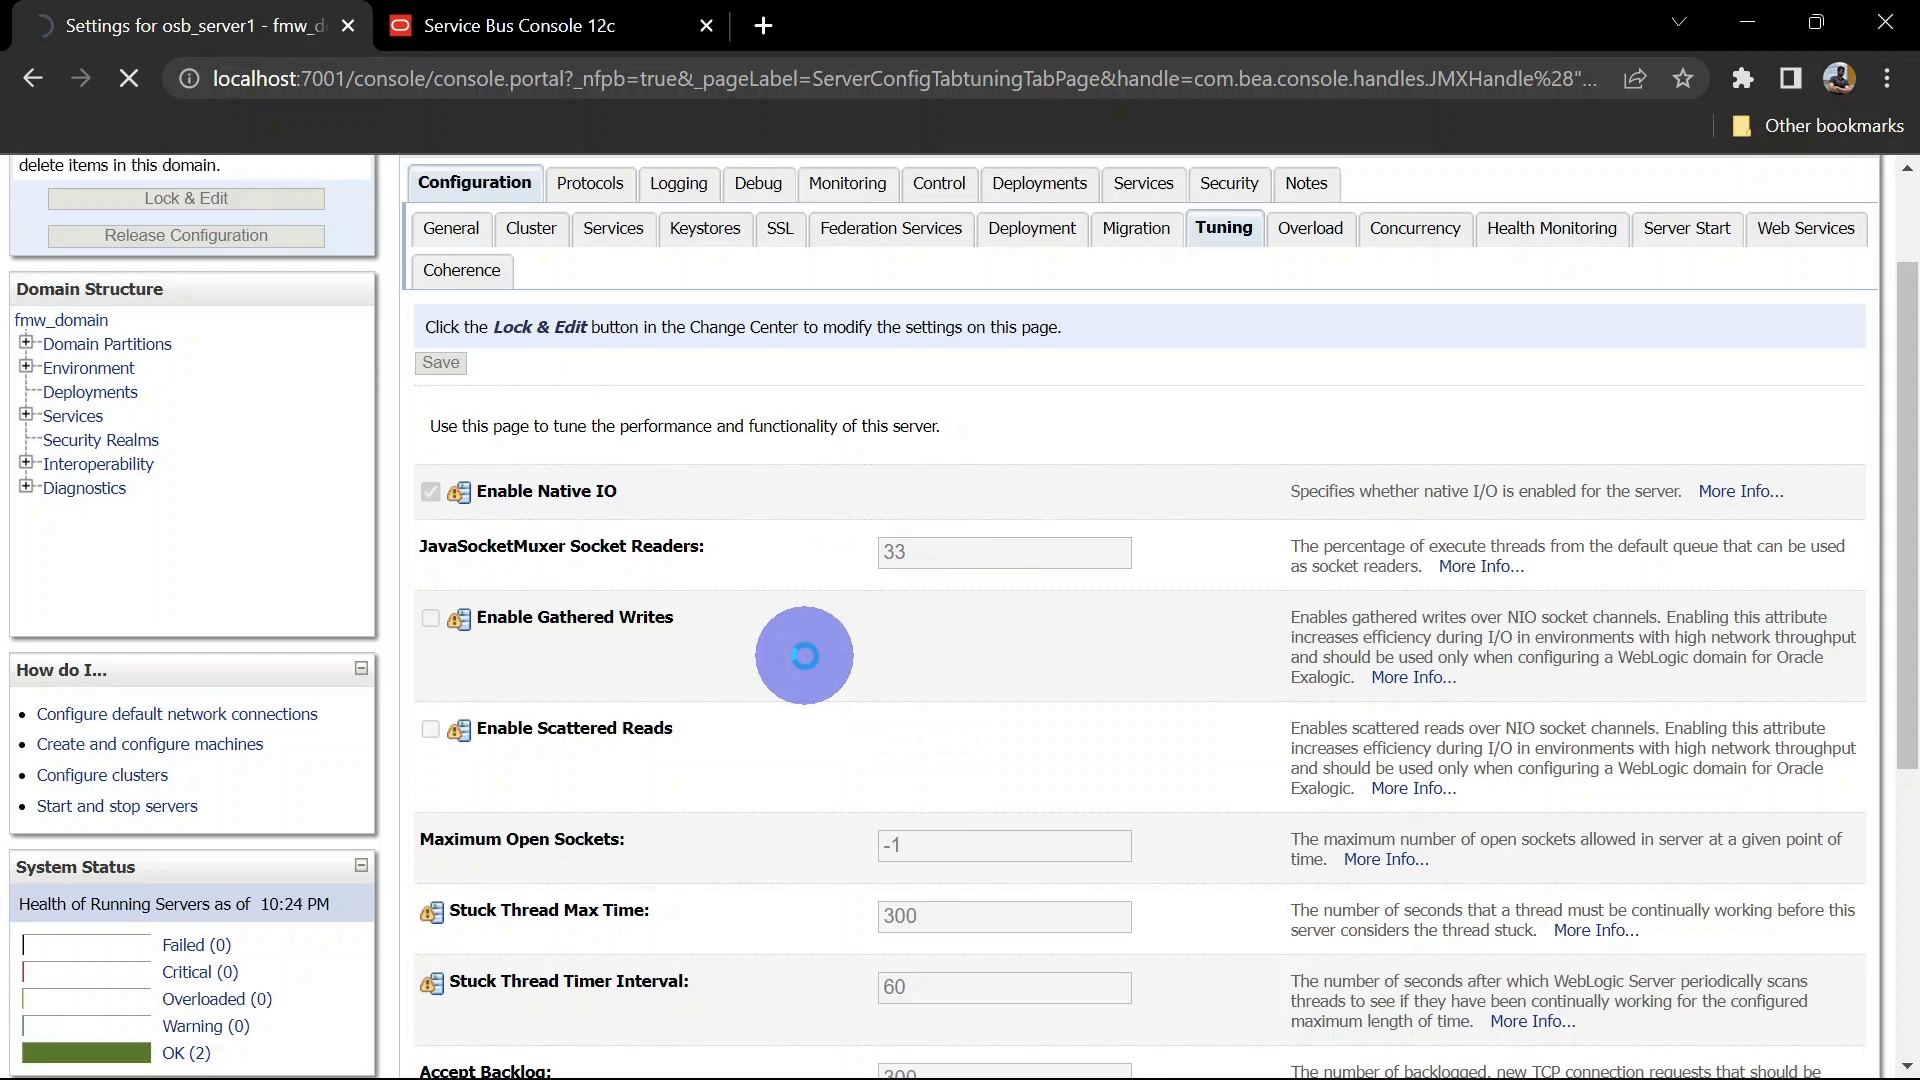 Settings for osb_server1 - fmw_d
Service Bus Console 12c
localhost:7001/console/console.portal?_nfpb=true&_pageLabel=ServerConfigTabtuningTabPage&handle=com.bea.console.handles.JMXHandle%28"...
Other bookmarks
delete items in this domain.
Lock & Edit
Release Configuration
Domain Structure
fmw_domain
Domain Partitions
Environment
Deployments
Services
Security Realms
Interoperability
Diagnostics
How do I...
Configure default network connections
Create and configure machines
Configure clusters
Start and stop servers
System Status
Health of Running Servers as of 10:24 PM
Failed (0)
Critical (0)
Overloaded (0)
Warning (0)
OK (2)
Configuration Protocols Logging Debug Monitoring Control Deployments Services Security Notes
General Cluster Services Keystores SSL Federation Services Deployment Migration Tuning Overload Concurrency Health Monitoring Server Start Web Services
Coherence
Click the Lock & Edit button in the Change Center to modify the settings on this page.
Save
Use this page to tune the performance and functionality of this server.
Enable Native IO
Specifies whether native I/O is enabled for the server. More Info...
JavaSocketMuxer Socket Readers:
33
The percentage of execute threads from the default queue that can be used
as socket readers. More Info...
Enable Gathered Writes
Enables gathered writes over NIO socket channels. Enabling this attribute
increases efficiency during I/O in environments with high network throughput
and should be used only when configuring a WebLogic domain for Oracle
Exalogic. More Info...
Enable Scattered Reads
Enables scattered reads over NIO socket channels. Enabling this attribute
increases efficiency during I/O in environments with high network throughput
and should be used only when configuring a WebLogic domain for Oracle
Exalogic. More Info...
Maximum Open Sockets:
-1
The maximum number of open sockets allowed in server at a given point of
time. More Info...
Stuck Thread Max Time:
300
The number of seconds that a thread must be continually working before this
server considers the thread stuck. More Info...
Stuck Thread Timer Interval:
60
The number of seconds after which WebLogic Server periodically scans
threads to see if they have been continually working for the configured
maximum length of time. More Info...
Accept Backlog:
300
The number of backlogged, new TCP connection requests that should be